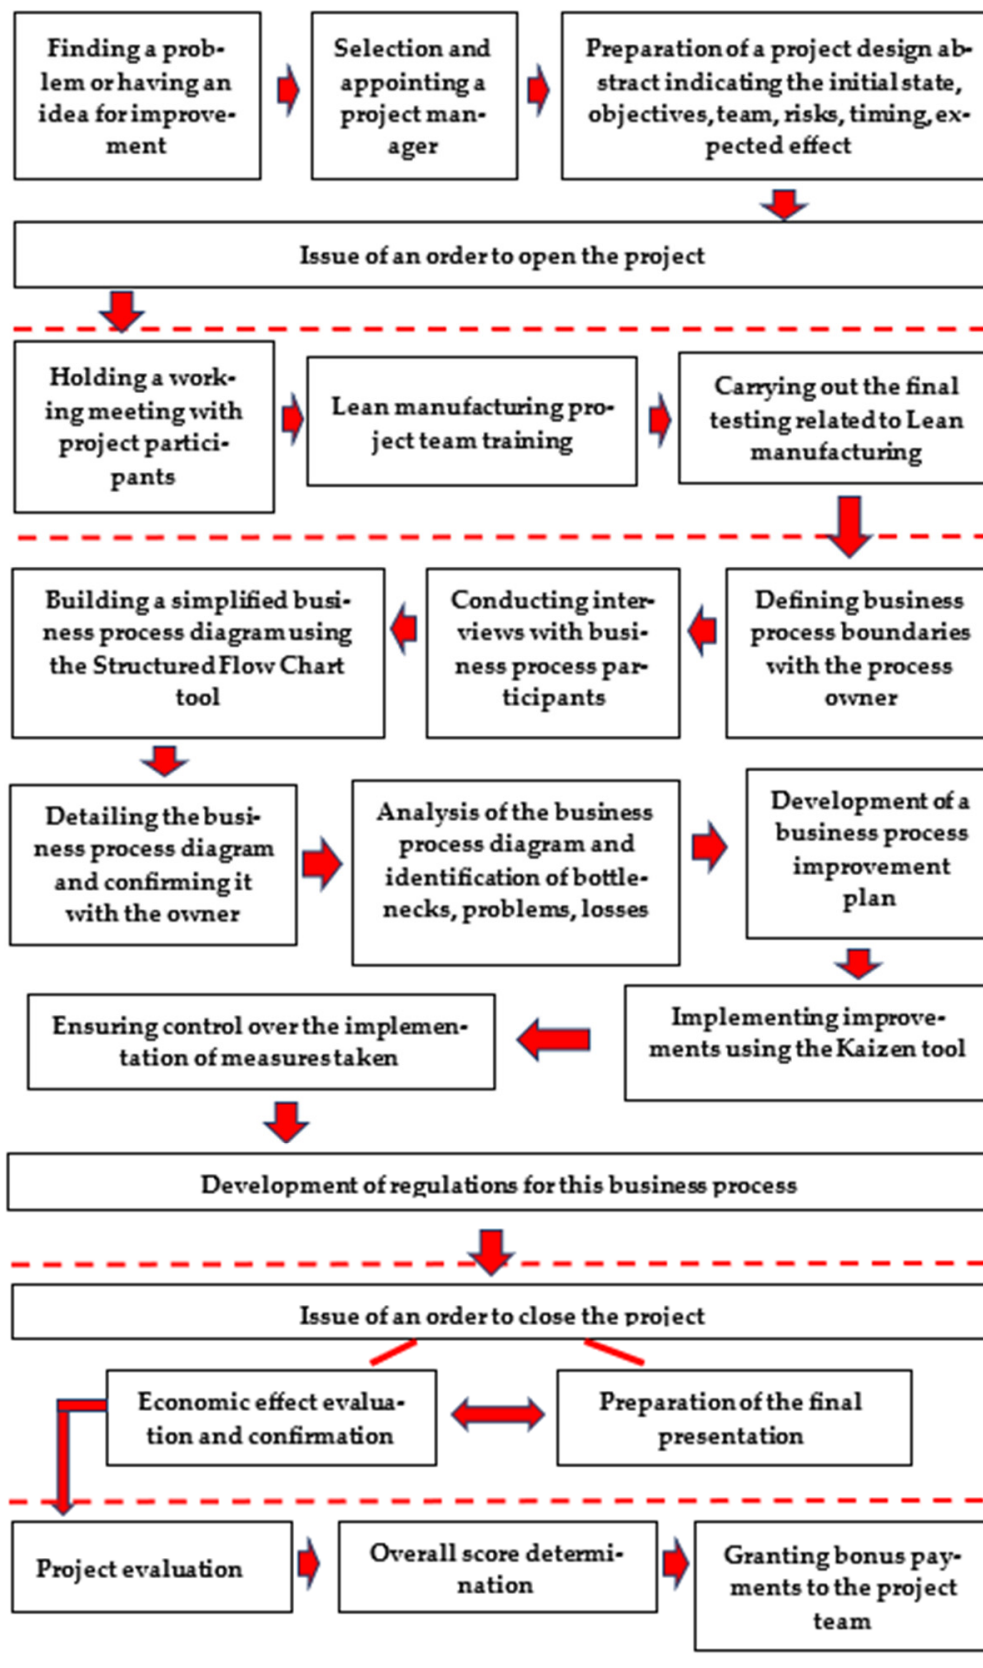 Finding a prob-
lem or having an
idea for improve-
ment
Selection and
appointing a
project man-
ager
Preparation of a project design ab-
stract indicating the initial state,
objectives, team, risks, timing, ex-
pected effect
Issue of an order to open the project
Holding a work-
ing meeting with
project partici-
pants
Lean manufacturing pro-
ject team training
Carrying out the final
testing related to Lean
manufacturing
Building a simplified busi-
ness process diagram using
the Structured Flow Chart
tool
Conducting inter-
views with busi-
ness process par-
ticipants
Defining business
process boundaries
with the process
owner
Detailing the busi-
ness process diagram
and confirming it
with the owner
Analysis of the business
process diagram and
identification of bottle-
necks, problems, losses
Development of a
business process
improvement
plan
Ensuring control over the implemen-
tation of measures taken
Implementing improve-
ments using the Kaizen tool
Development of regulations for this business process
Issue of an order to close the project
Economic effect evalua-
tion and confirmation
Preparation of the final
presentation
Project evaluation
Overall score determi-
nation
Granting bonus pay-
ments to the project
team